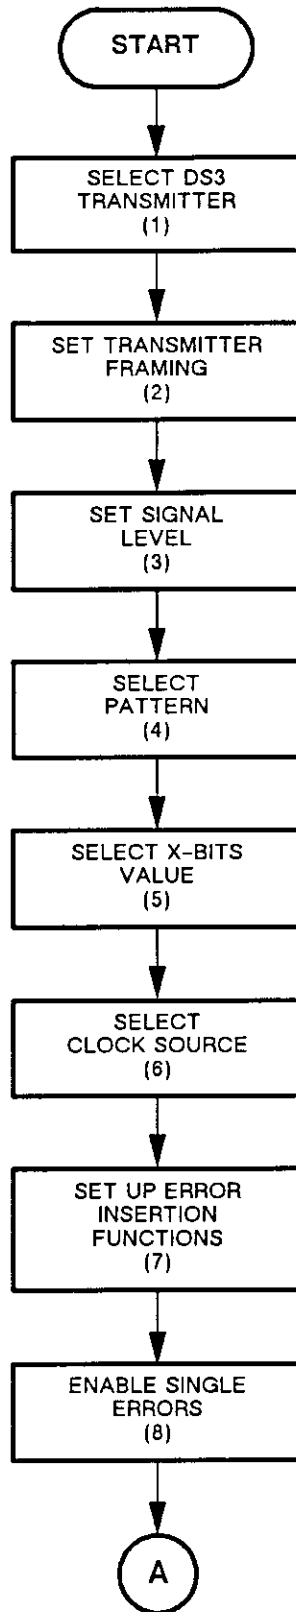 START
SELECT DS3
TRANSMITTER
(1)
SET TRANSMITTER
FRAMING
(2)
SET SIGNAL
LEVEL
(3)
SELECT
PATTERN
(4)
SELECT X-BITS
VALUE
(5)
SELECT
CLOCK SOURCE
(6)
SET UP ERROR
INSERTION
FUNCTIONS
(7)
ENABLE SINGLE
ERRORS
(8)
A